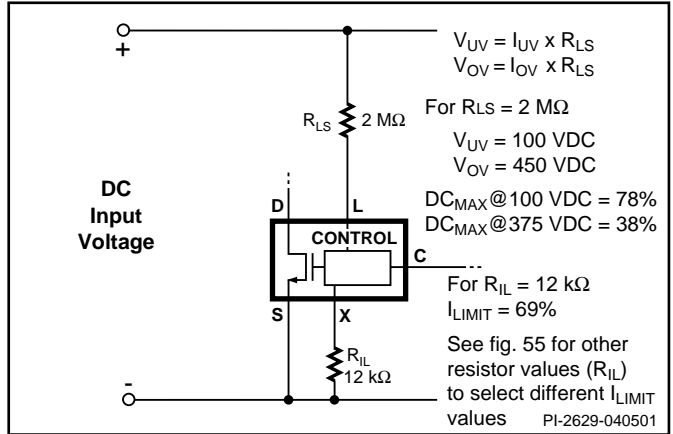 +
V_UV = I_UV x R_LS
V_OV = I_OV x R_LS
R_LS 2 MΩ
For RLS = 2 MΩ
V_UV = 100 VDC
V_OV = 450 VDC
DC_MAX@100 VDC = 78%
DC_MAX@375 VDC = 38%
DC
Input
Voltage
D
L
CONTROL
C
S
X
For R_IL = 12 kΩ
I_LIMIT = 69%
R_IL
12 kΩ
See fig. 55 for other
resistor values (R_IL)
to select different I_LIMIT
values
-
PI-2629-040501